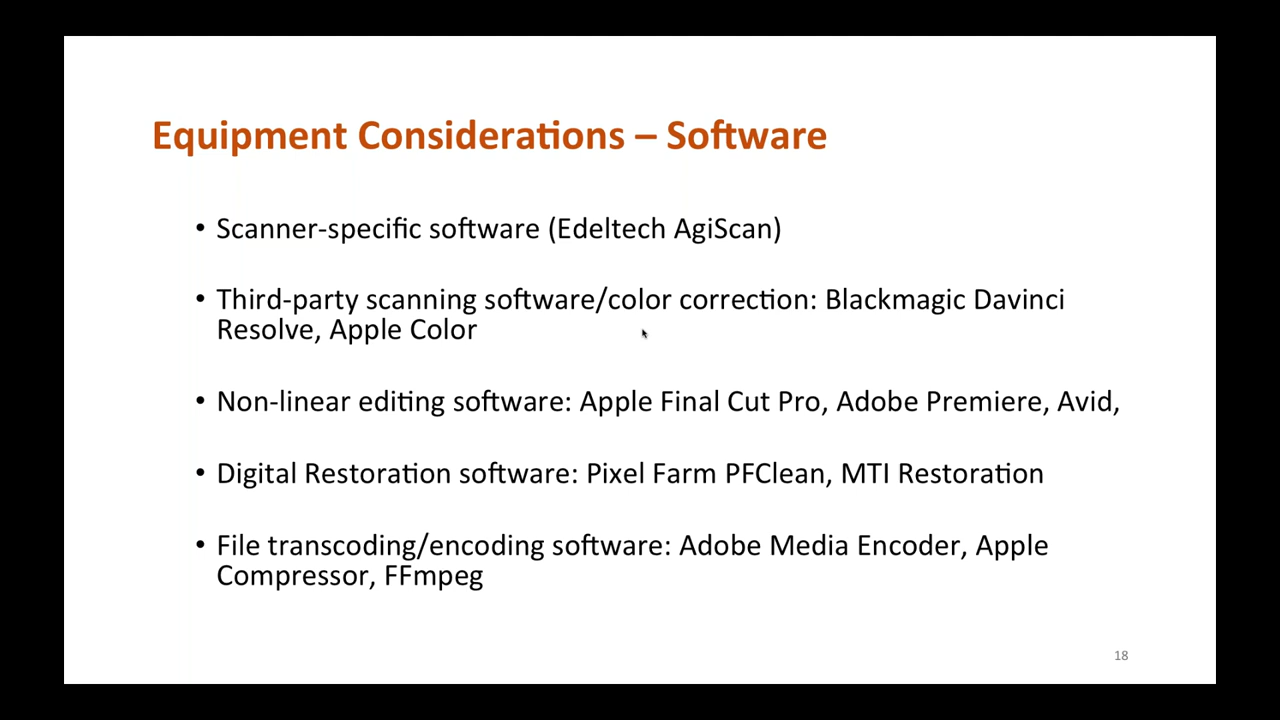 Equipment Considerations – Software
• Scanner-specific software (Edeltech AgiScan)
• Third-party scanning software/color correction: Blackmagic Davinci
Resolve, Apple Color
• Non-linear editing software: Apple Final Cut Pro, Adobe Premiere, Avid,
• Digital Restoration software: Pixel Farm PFClean, MTI Restoration
• File transcoding/encoding software: Adobe Media Encoder, Apple
Compressor, FFmpeg
18